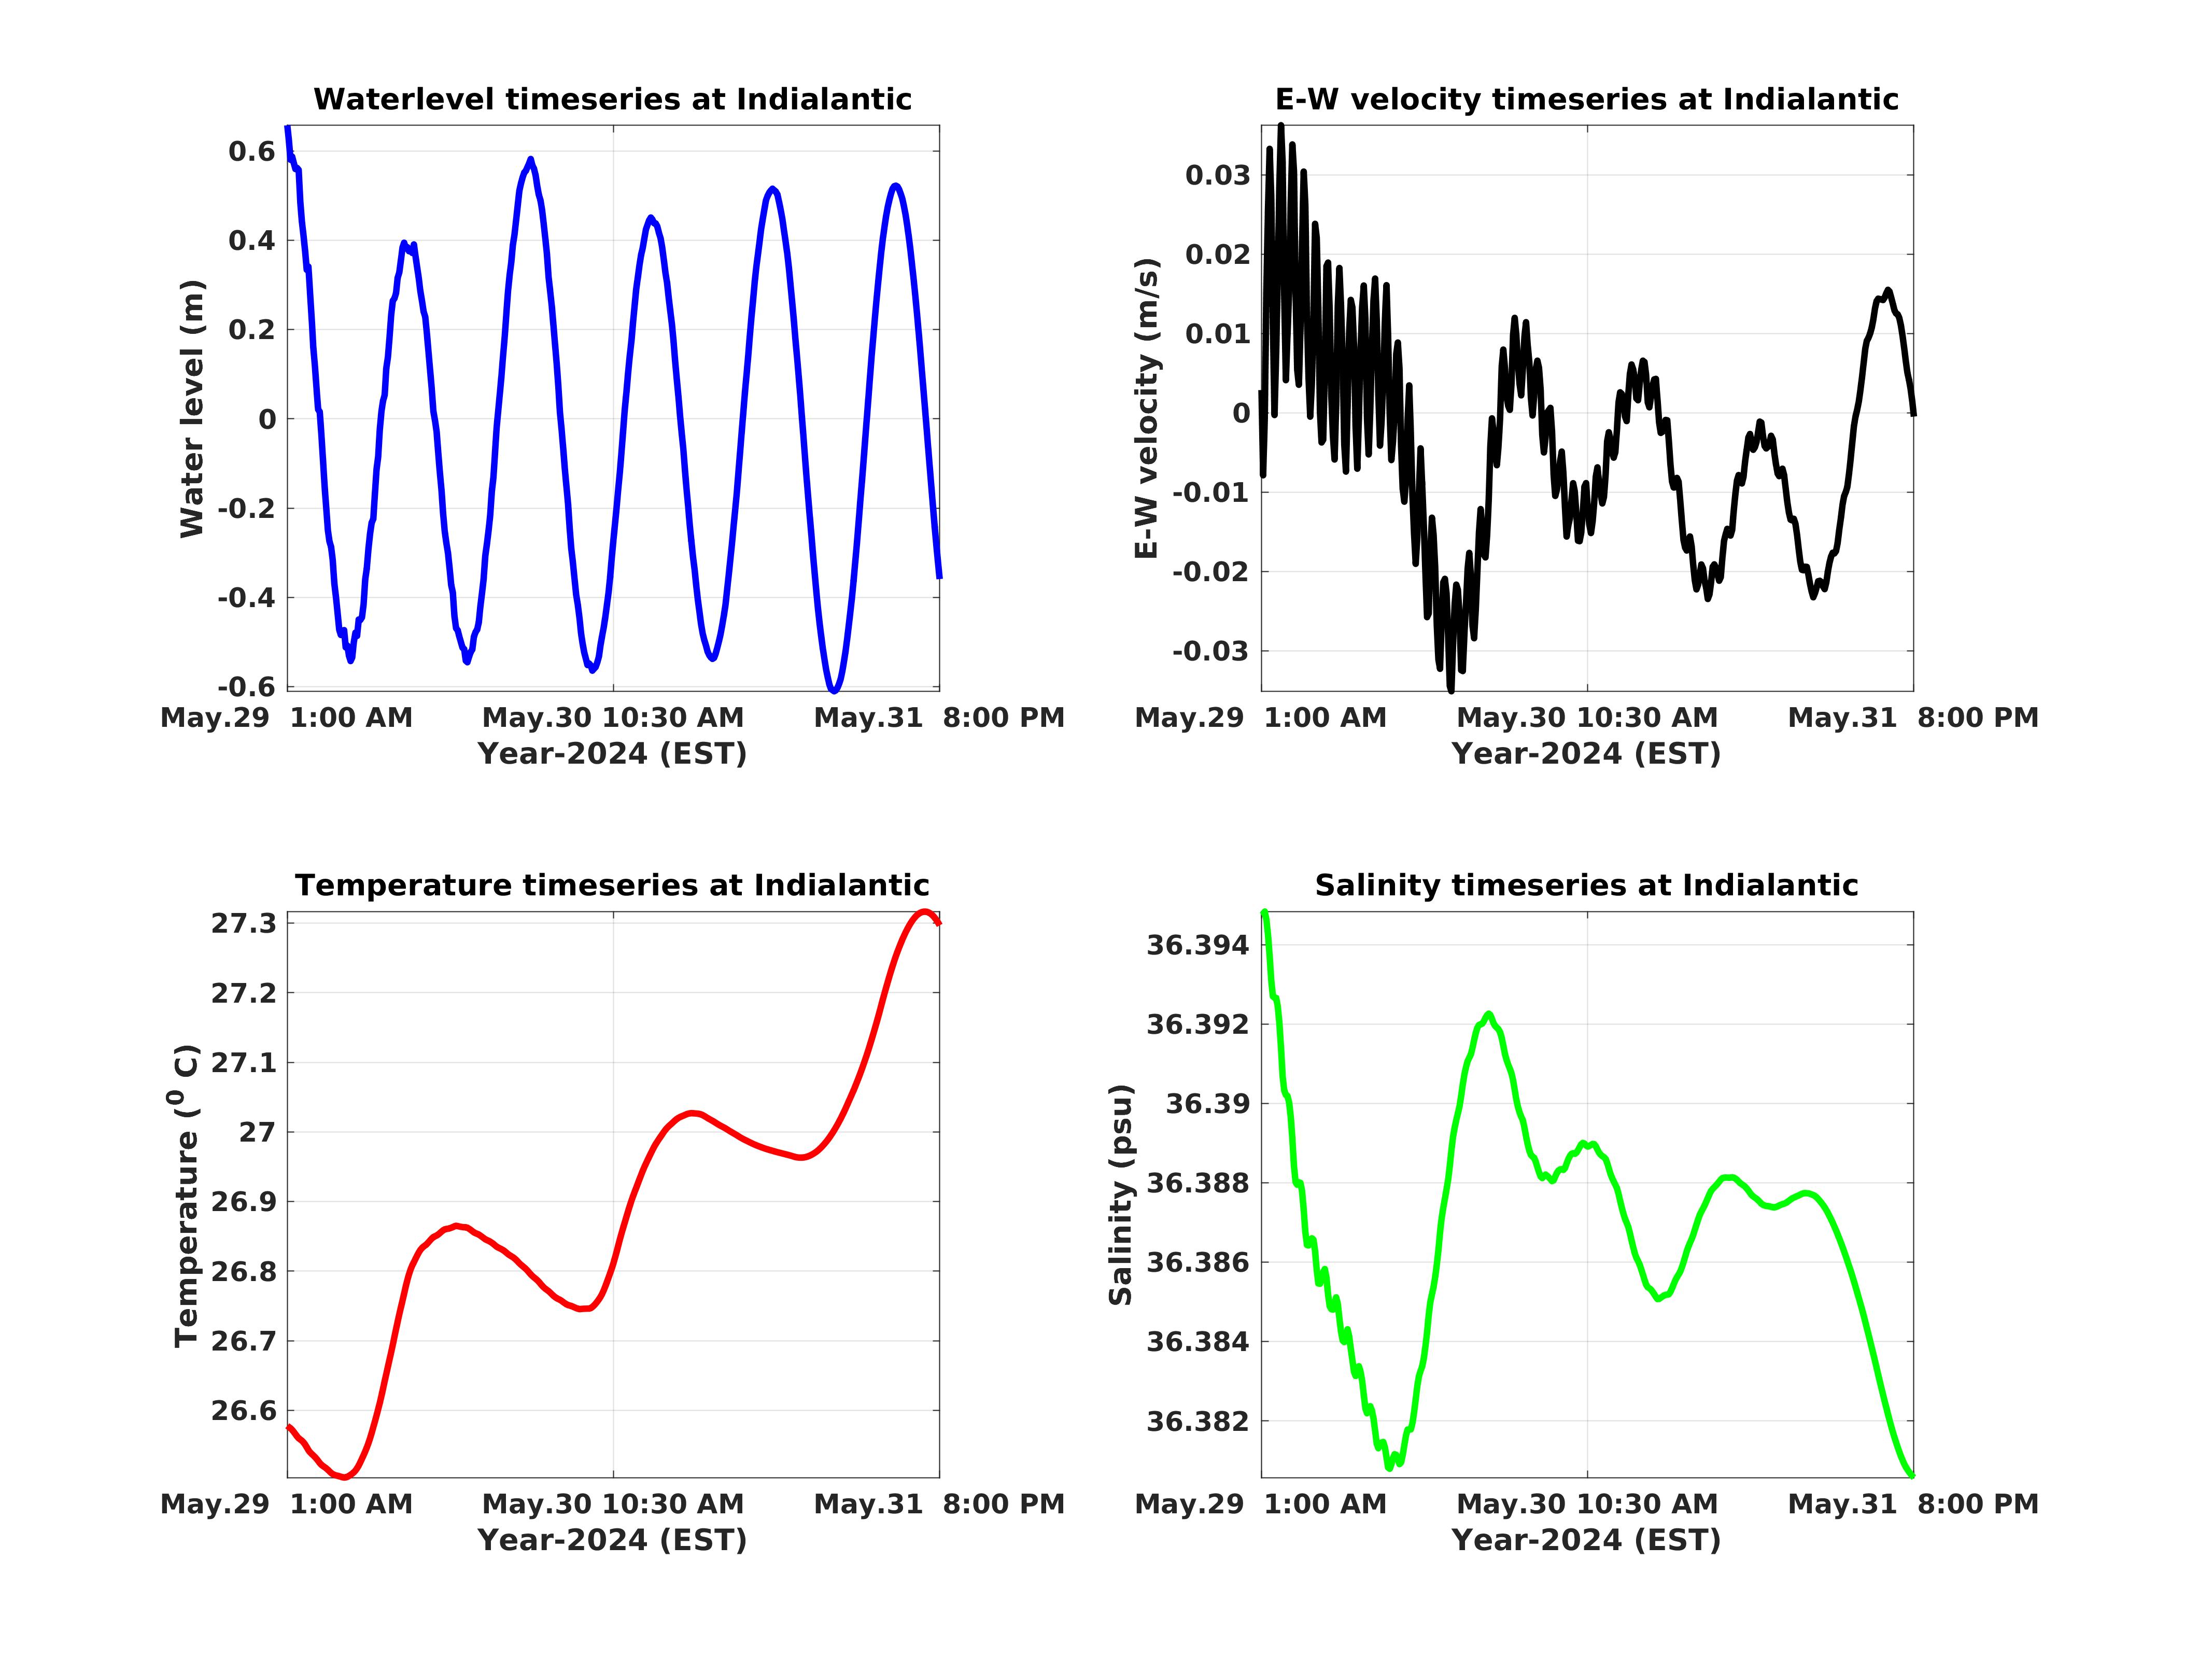 Waterlevel timeseries at Indialantic
0.6
0.4
0.2
0
-0.2
-0.4
-0.6
Water level (m)
May.29 1:00 AM
May.30 10:30 AM
May.31 8:00 PM
Year-2024 (EST)
E-W velocity timeseries at Indialantic
0.03
0.02
0.01
0
-0.01
-0.02
-0.03
E-W velocity (m/s)
May.29 1:00 AM
May.30 10:30 AM
May.31 8:00 PM
Year-2024 (EST)
Temperature timeseries at Indialantic
27.3
27.2
27.1
27
26.9
26.8
26.7
26.6
Temperature (⁰ C)
May.29 1:00 AM
May.30 10:30 AM
May.31 8:00 PM
Year-2024 (EST)
Salinity timeseries at Indialantic
36.394
36.392
36.39
36.388
36.386
36.384
36.382
Salinity (psu)
May.29 1:00 AM
May.30 10:30 AM
May.31 8:00 PM
Year-2024 (EST)